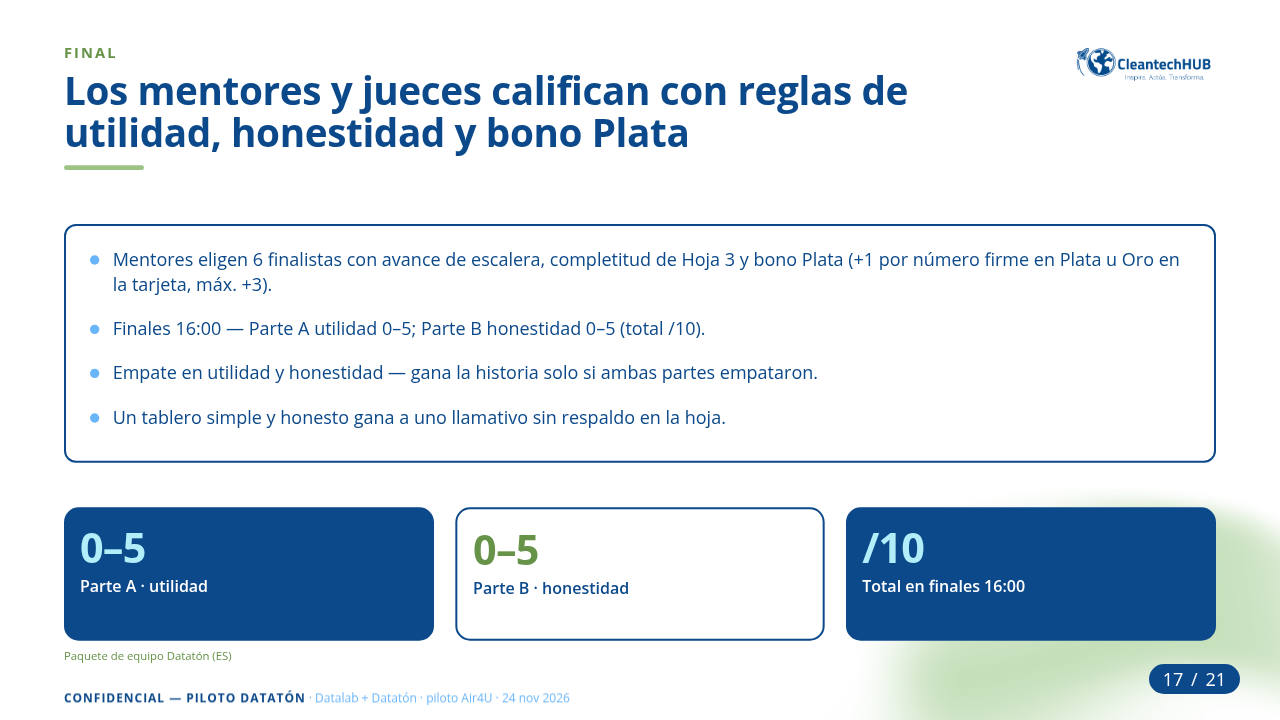 FINAL
Los mentores y jueces califican con reglas de
utilidad, honestidad y bono Plata
CleantechHUB
Inspira. Actúa. Transforma.
Mentores eligen 6 finalistas con avance de escalera, completitud de Hoja 3 y bono Plata (+1 por número firme en Plata u Oro en
la tarjeta, máx. +3).
Finales 16:00 — Parte A utilidad 0–5; Parte B honestidad 0–5 (total /10).
Empate en utilidad y honestidad — gana la historia solo si ambas partes empataron.
Un tablero simple y honesto gana a uno llamativo sin respaldo en la hoja.
0–5
Parte A · utilidad
0–5
Parte B · honestidad
/10
Total en finales 16:00
Paquete de equipo Datatón (ES)
CONFIDENCIAL — PILOTO DATATÓN · Datalab + Datatón · piloto Air4U · 24 nov 2026
17 / 21